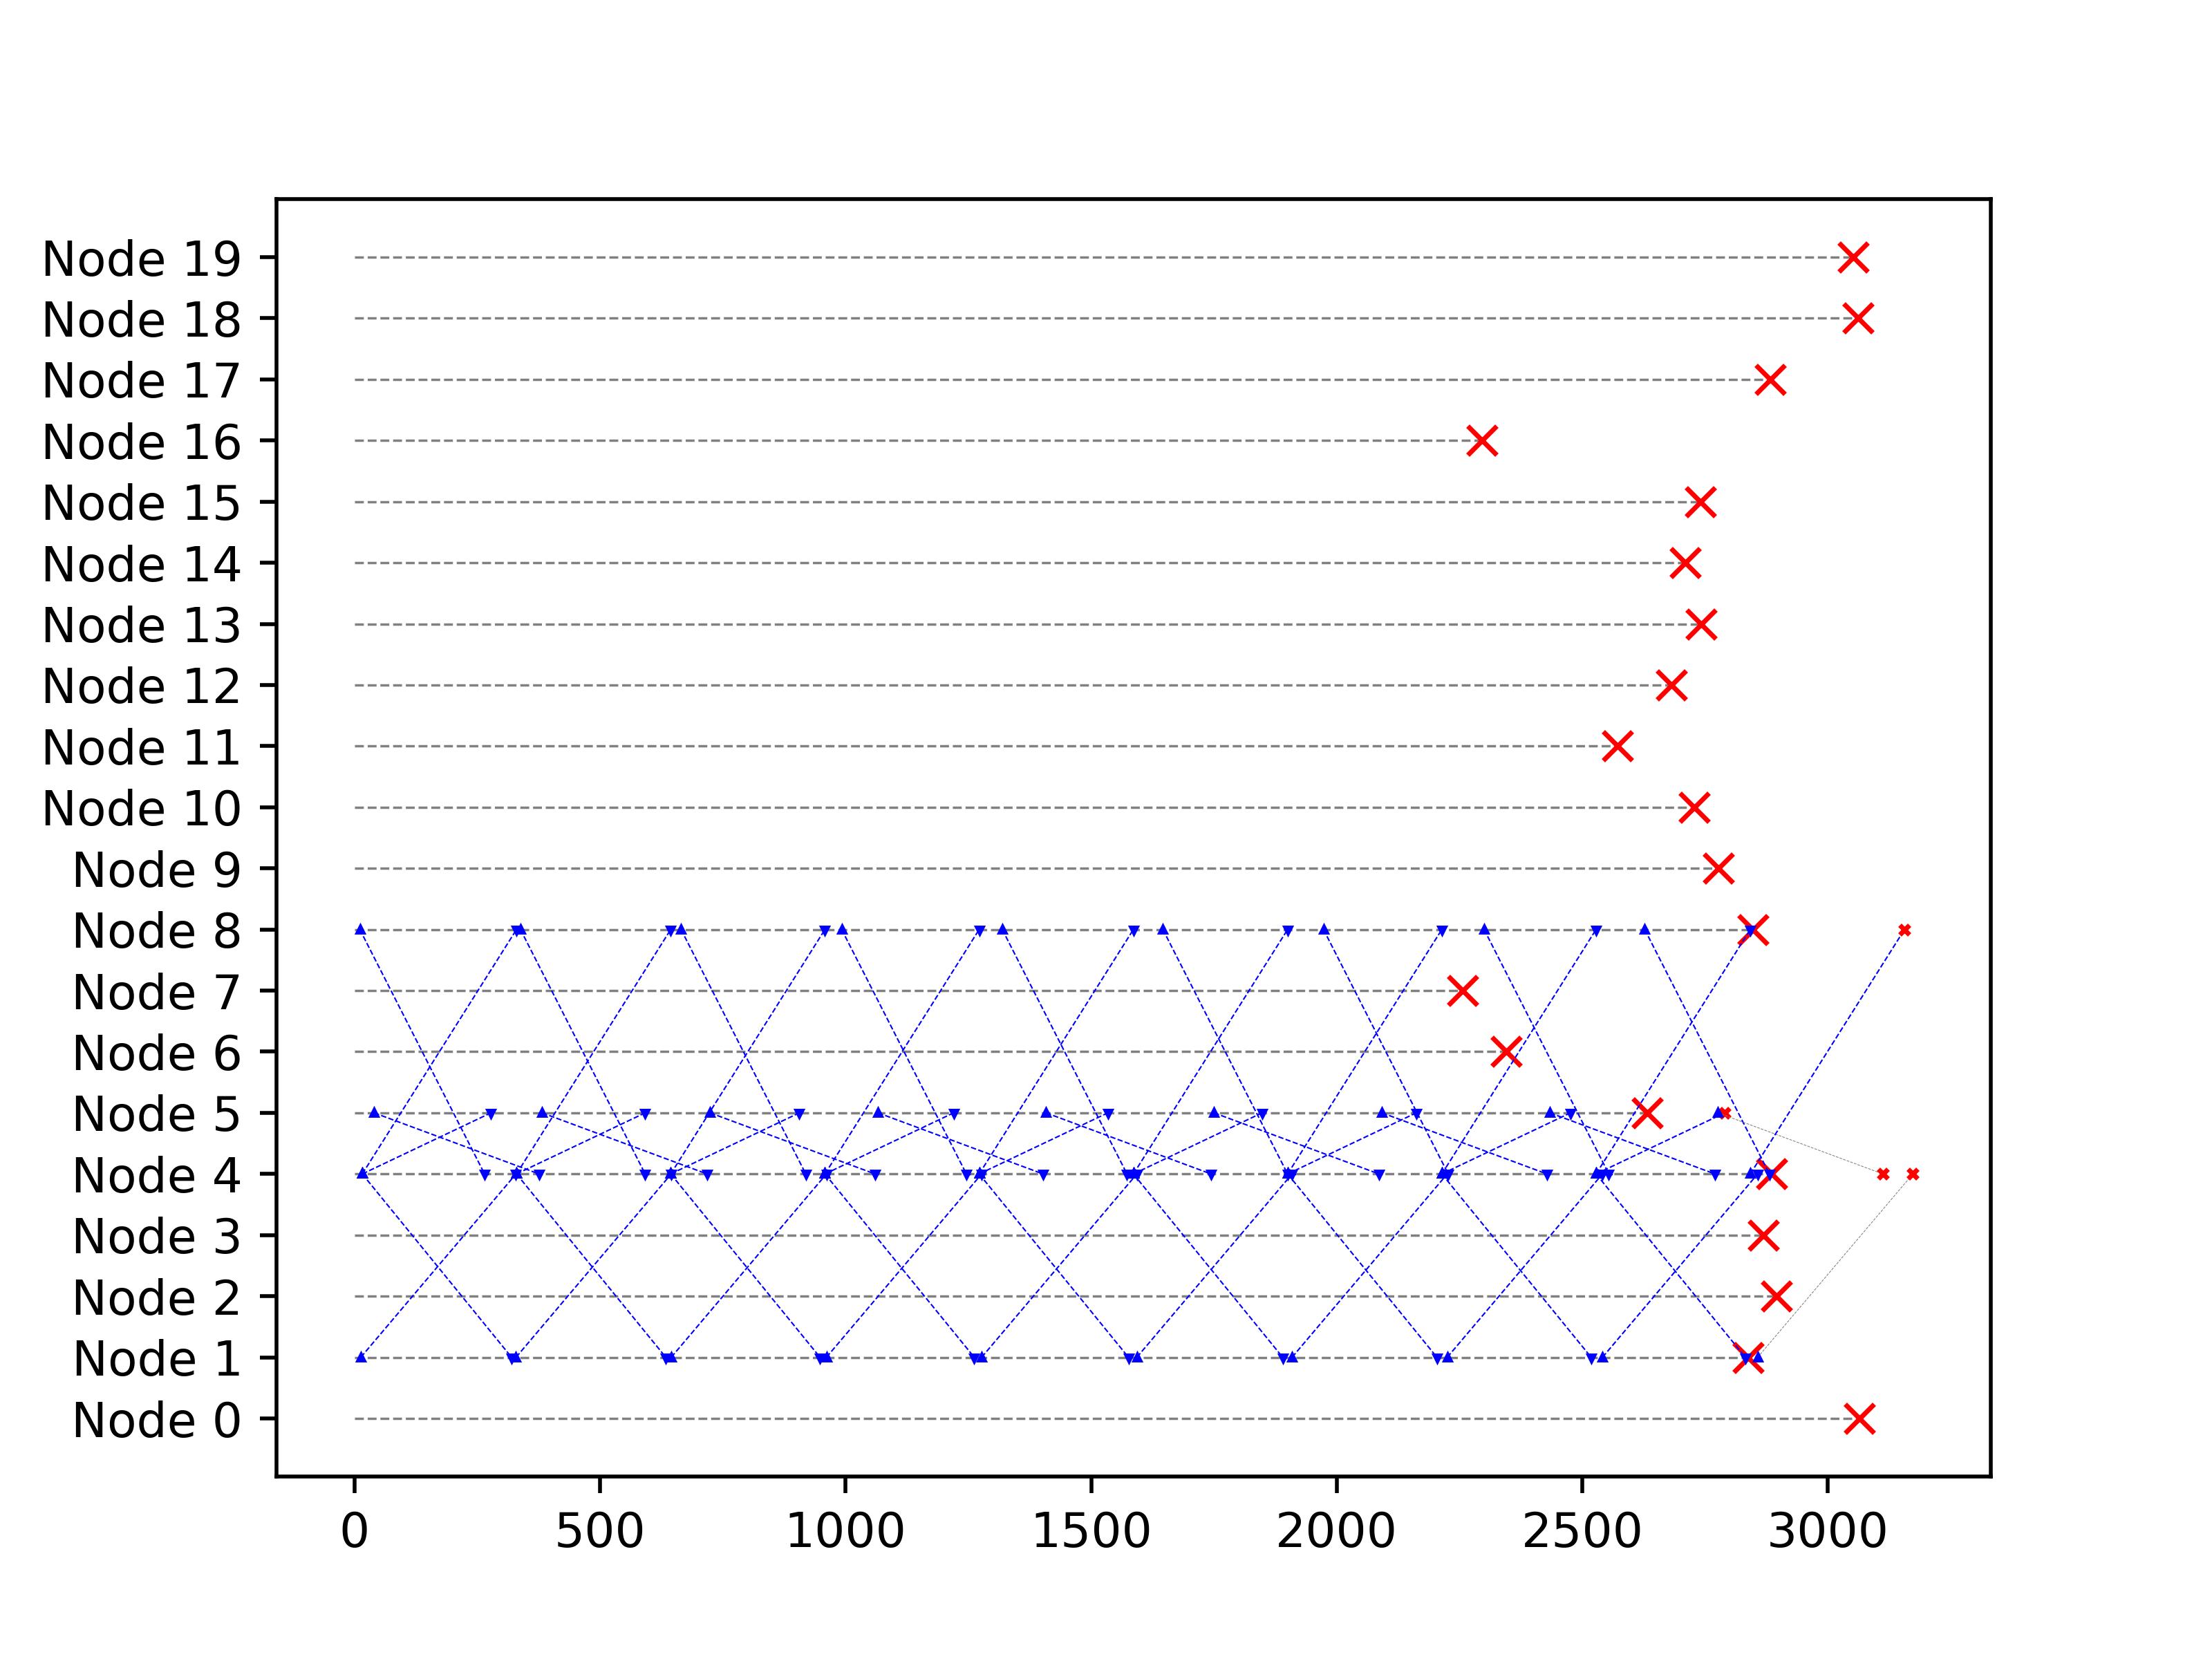 Node 19
Node 18
Node 17
Node 16
Node 15
Node 14
Node 13
Node 12
Node 11
Node 10
Node 9
Node 8
Node 7
Node 6
Node 5
Node 4
Node 3
Node 2
Node 1
Node 0
0 500 1000 1500 2000 2500 3000